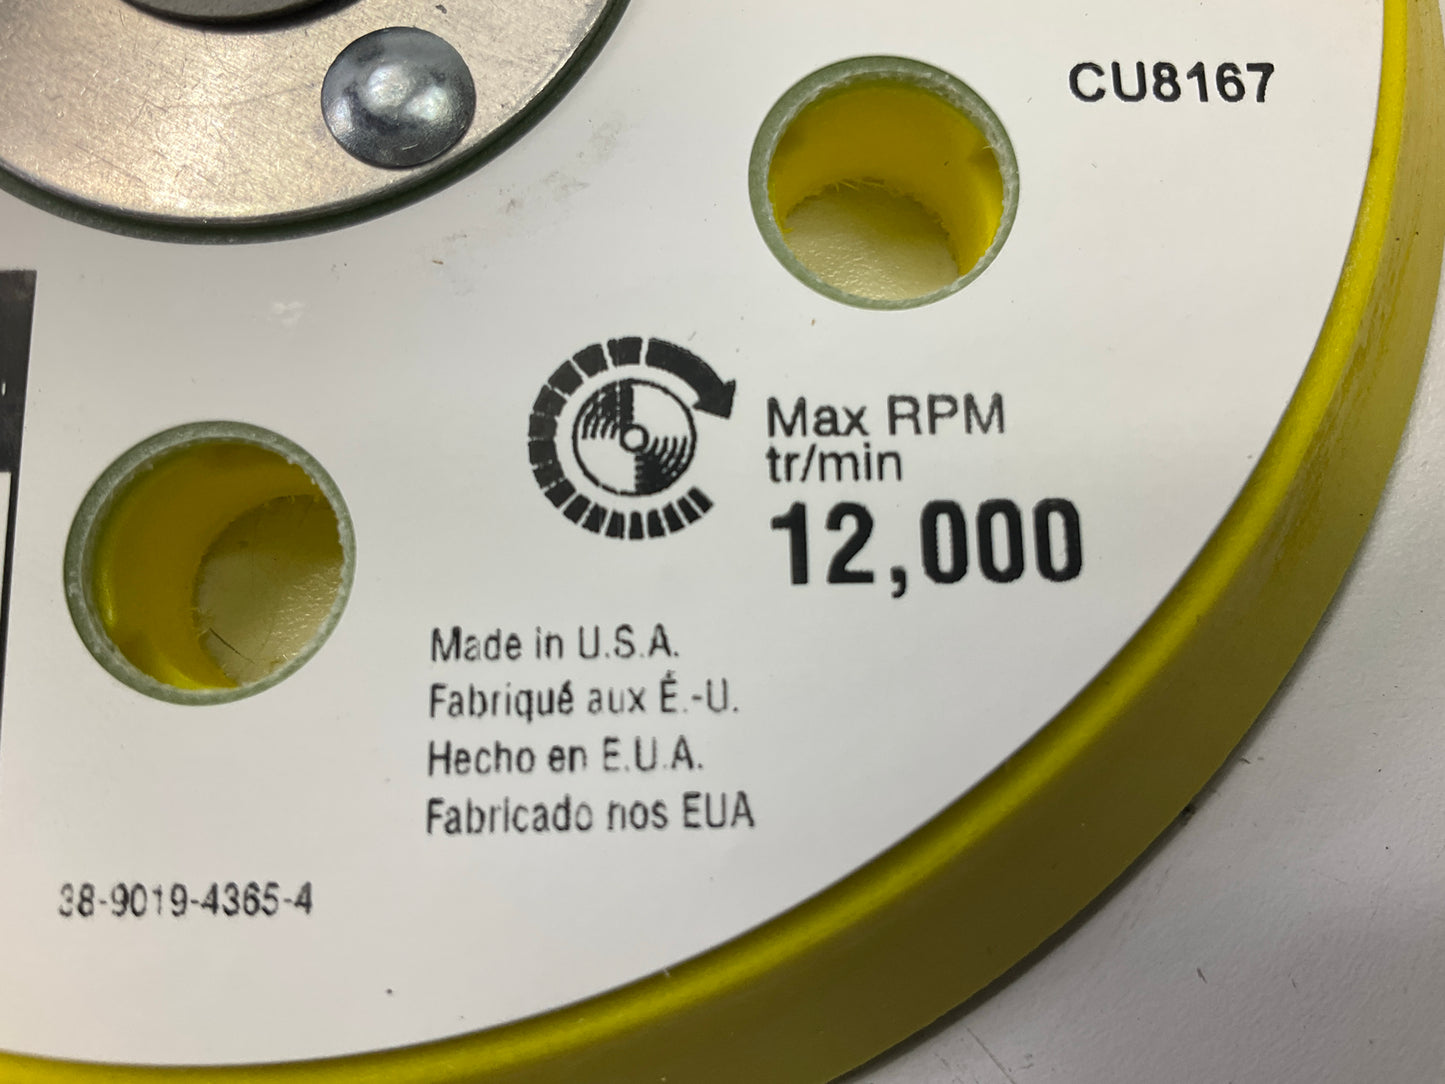 CU8167
Max RPM
tr/min
12,000
Made in U.S.A.
Fabriqué aux É.-U.
Hecho en E.U.A.
Fabricado nos EUA
38-9019-4365-4